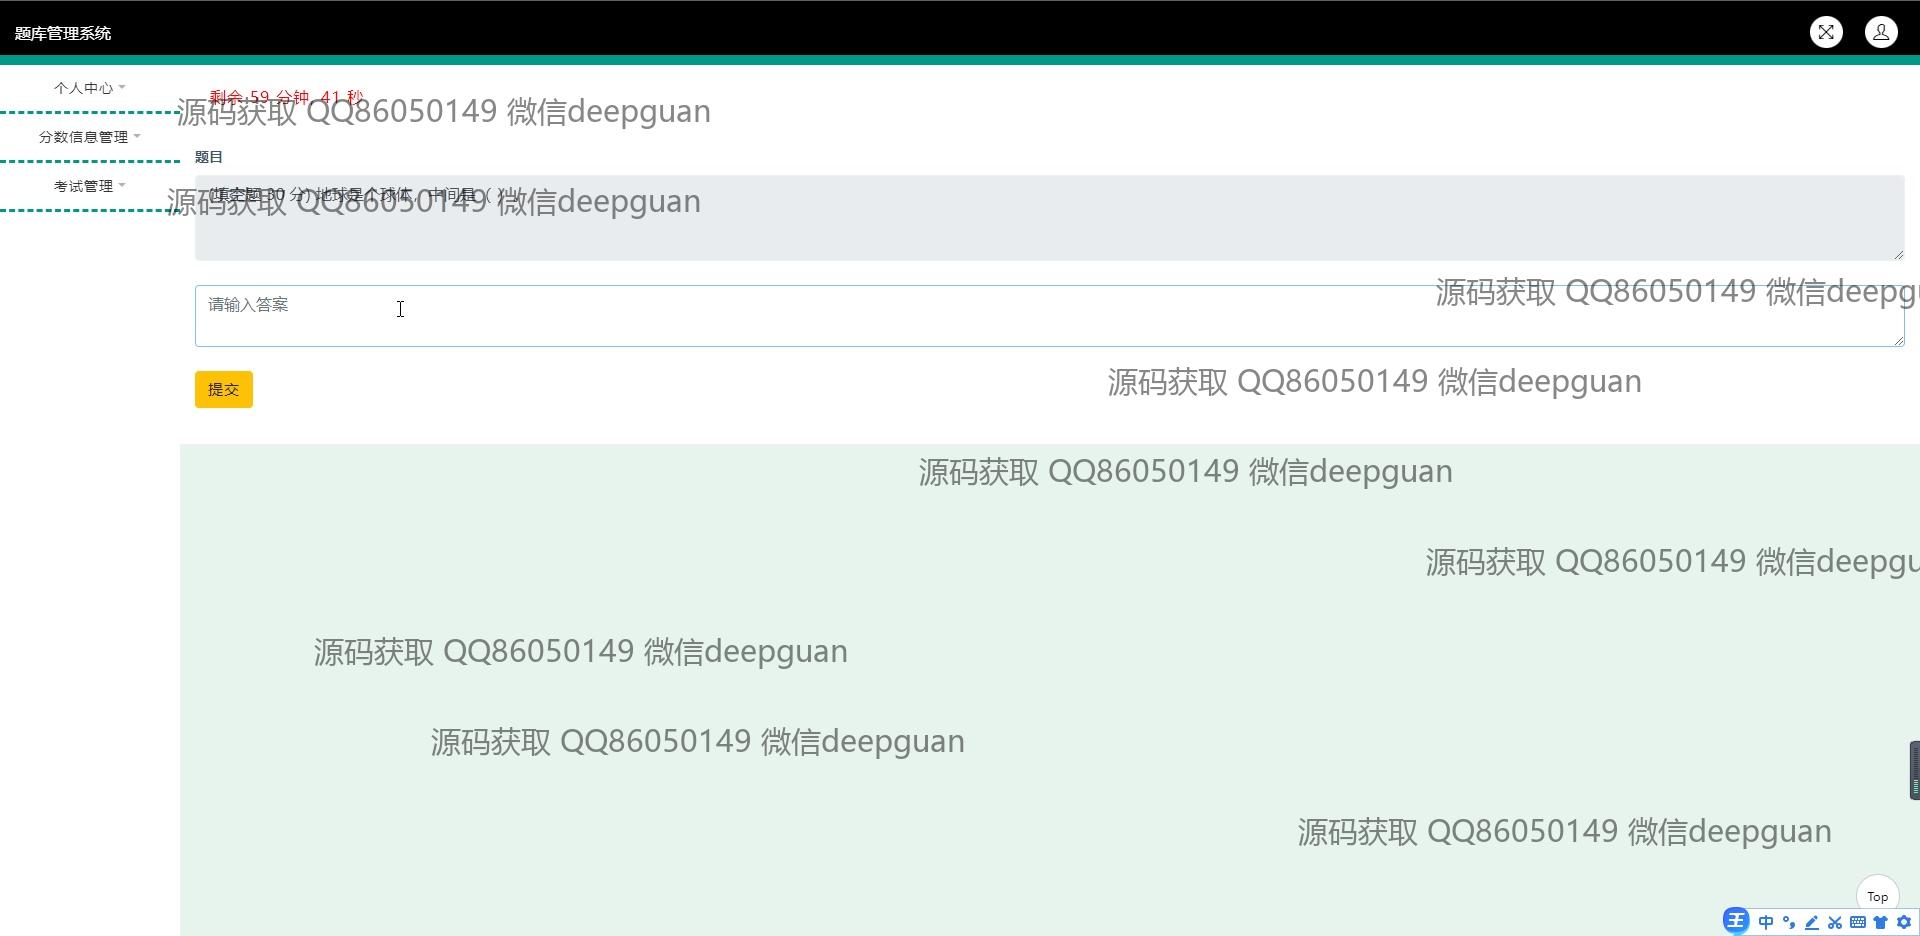 题库管理系统
个人中心
剩余 59 分钟, 41 秒
源码获取 QQ86050149 微信deepguan
分数信息管理
题目
考试管理
(填空题 30 分) 地球是个球体，中间是（
源码获取 QQ86050149 微信deepguan
源码获取 QQ86050149 微信deepg
请输入答案
提交
源码获取 QQ86050149 微信deepguan
源码获取 QQ86050149 微信deepguan
源码获取 QQ86050149 微信deepgu
源码获取 QQ86050149 微信deepguan
源码获取 QQ86050149 微信deepguan
源码获取 QQ86050149 微信deepguan
Top
王 中